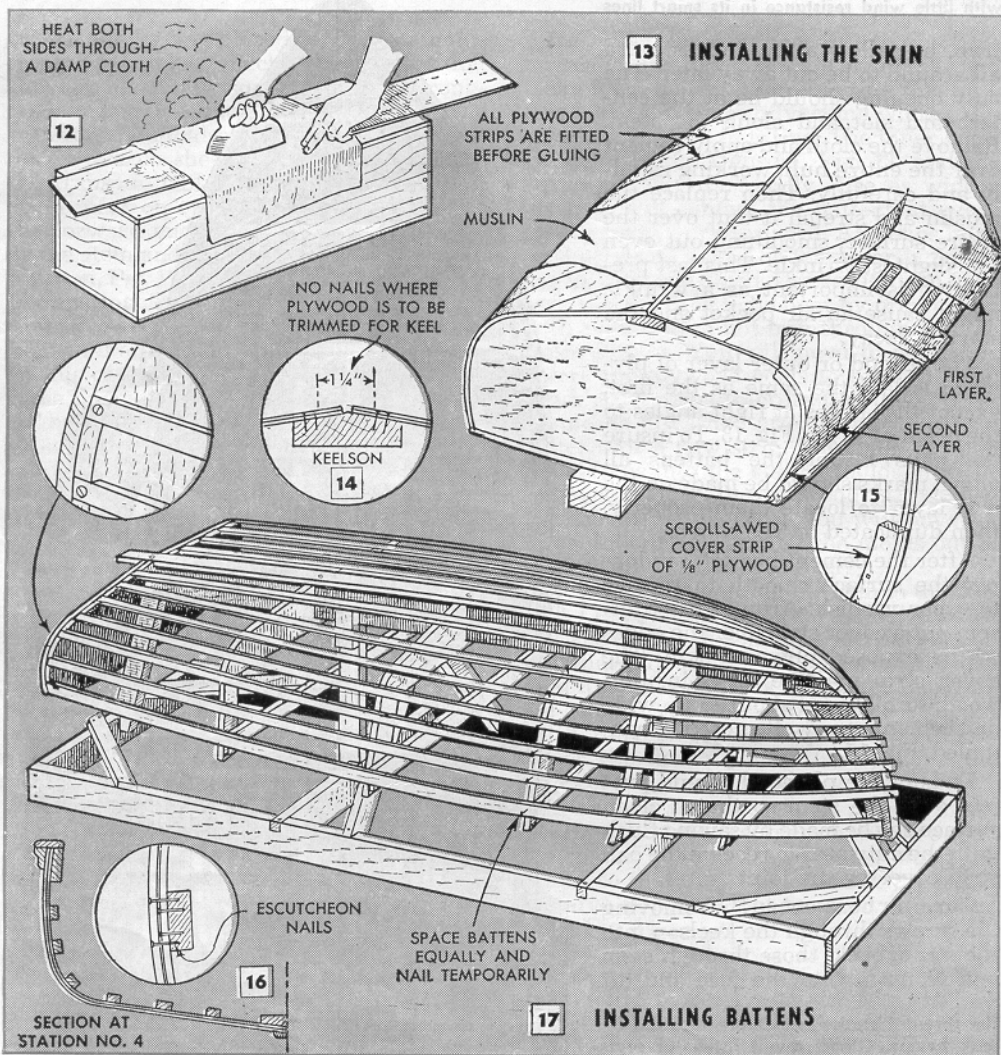 HEAT BOTH
SIDES THROUGH
A DAMP CLOTH
12
13 INSTALLING THE SKIN
ALL PLYWOOD
STRIPS ARE FITTED
BEFORE GLUING
MUSLIN
FIRST
LAYER
SECOND
LAYER
NO NAILS WHERE
PLYWOOD IS TO BE
TRIMMED FOR KEEL
1¼"
KEELSON
14
15
SCROLLSAWED
COVER STRIP
OF ⅛" PLYWOOD
ESCUTCHEON
NAILS
16
SECTION AT
STATION NO. 4
SPACE BATTENS
EQUALLY AND
NAIL TEMPORARILY
17 INSTALLING BATTENS